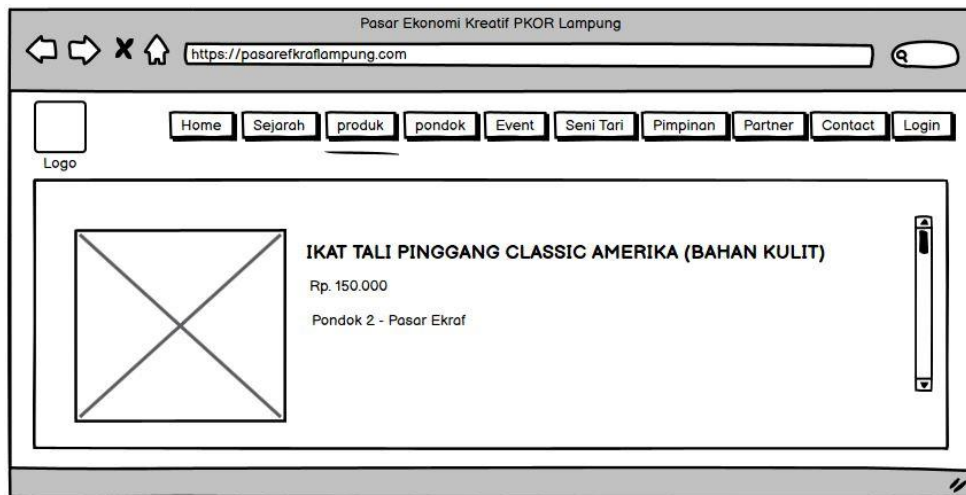 Pasar Ekonomi Kreatif PKOR Lampung
https://pasarefkraflampung.com
Home Sejarah produk pondok Event Seni Tari Pimpinan Partner Contact Login
Logo
IKAT TALI PINGGANG CLASSIC AMERIKA (BAHAN KULIT)
Rp. 150.000
Pondok 2 - Pasar Ekraf